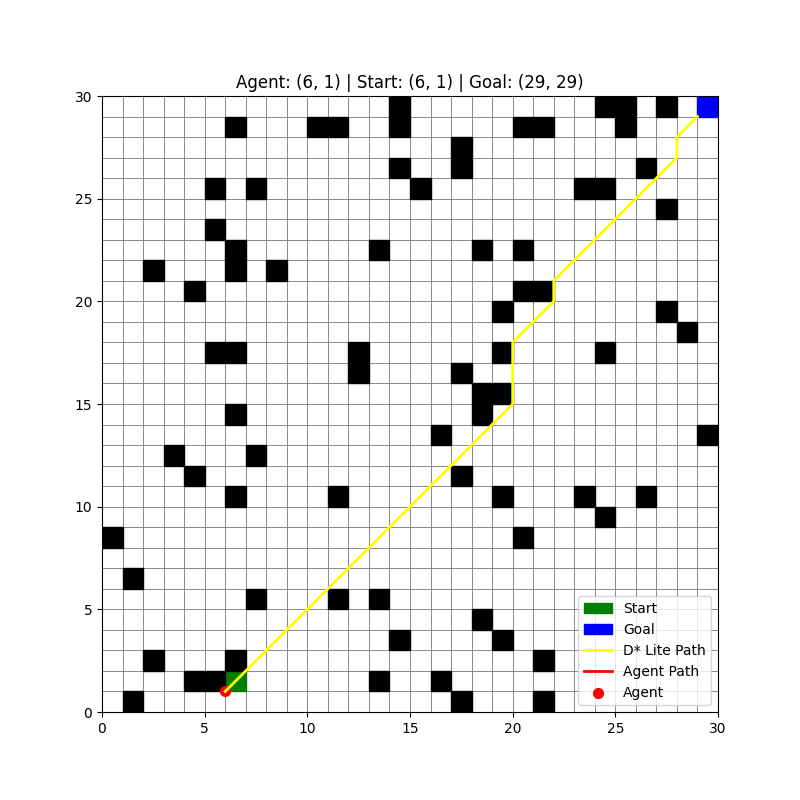 Agent: (6, 1) | Start: (6, 1) | Goal: (29, 29)
30
25
20
15
10
5
0
0 5 10 15 20 25 30
Start
Goal
D* Lite Path
Agent Path
Agent